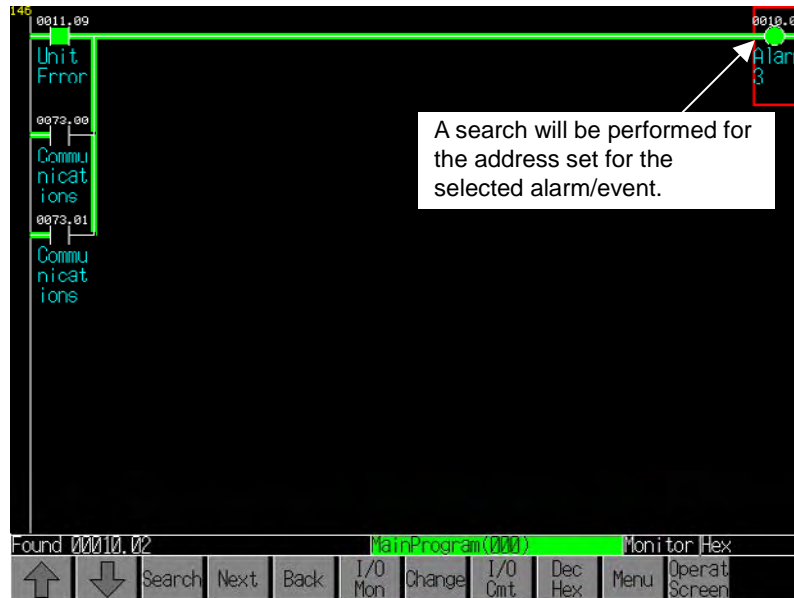 146
0011.09
0010.0
Unit
Error
Alar
3
0073.00
A search will be performed for
the address set for the
selected alarm/event.
Commu
nicat
ions
0073.01
Commu
nicat
ions
Found 00010.02 MainProgram(000) Monitor Hex
Search Next Back I/O Mon Change I/O Cmt Dec Hex Menu Operat Screen